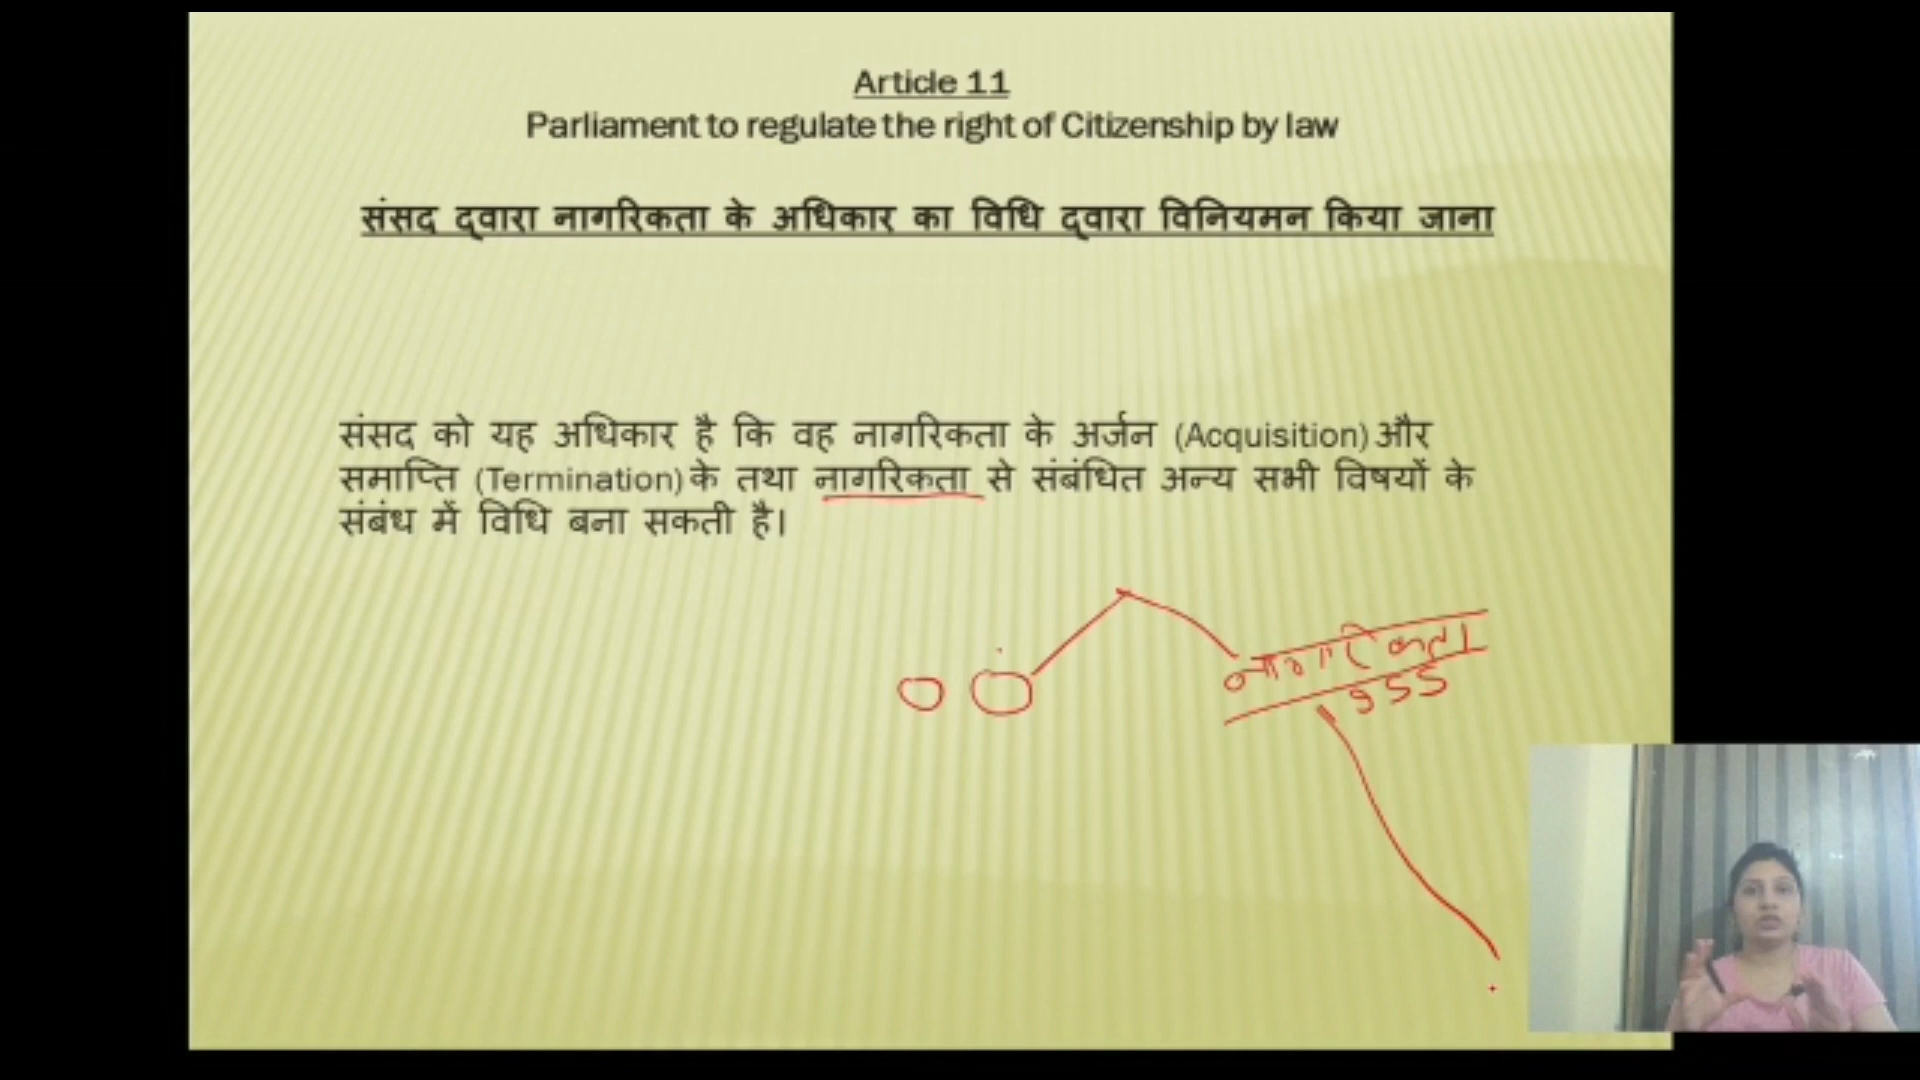 Article 11
Parliament to regulate the right of Citizenship by law
संसद द्वारा नागरिकता के अधिकार का विधि द्वारा विनियमन किया जाना
संसद को यह अधिकार है कि वह नागरिकता के अर्जन (Acquisition) और
समाप्ति (Termination) के तथा नागरिकता से संबंधित अन्य सभी विषयों के
संबंध में विधि बना सकती है।
नागरिकता
955